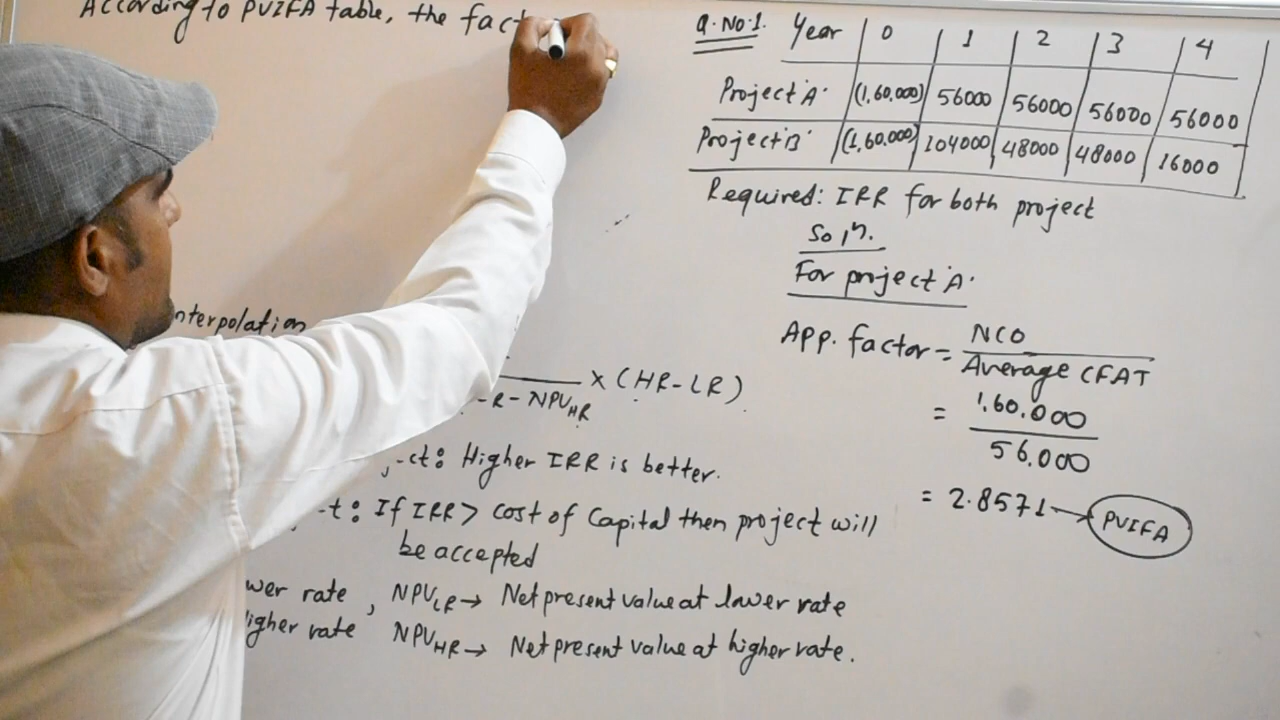 According to PVIFA table, the fact
Q.No.1. Year 0 1 2 3 4
Project 'A' (1,60,000) 56000 56000 56000 56000
Project 'B' (1,60,000) 104000 48000 48000 16000
Required: IRR for both project
Soln.
For project 'A'
App. factor = NCO
Average CFAT
= 1,60,000
56,000
= 2.8571 → PVIFA
nterpolation
× (HR-LR)
-R - NPVHR
-ct: Higher IRR is better.
-t: If IRR > cost of Capital then project will
be accepted
wer rate, NPVLR → Net present value at lower rate
igher rate NPVHR → Net present value at higher rate.